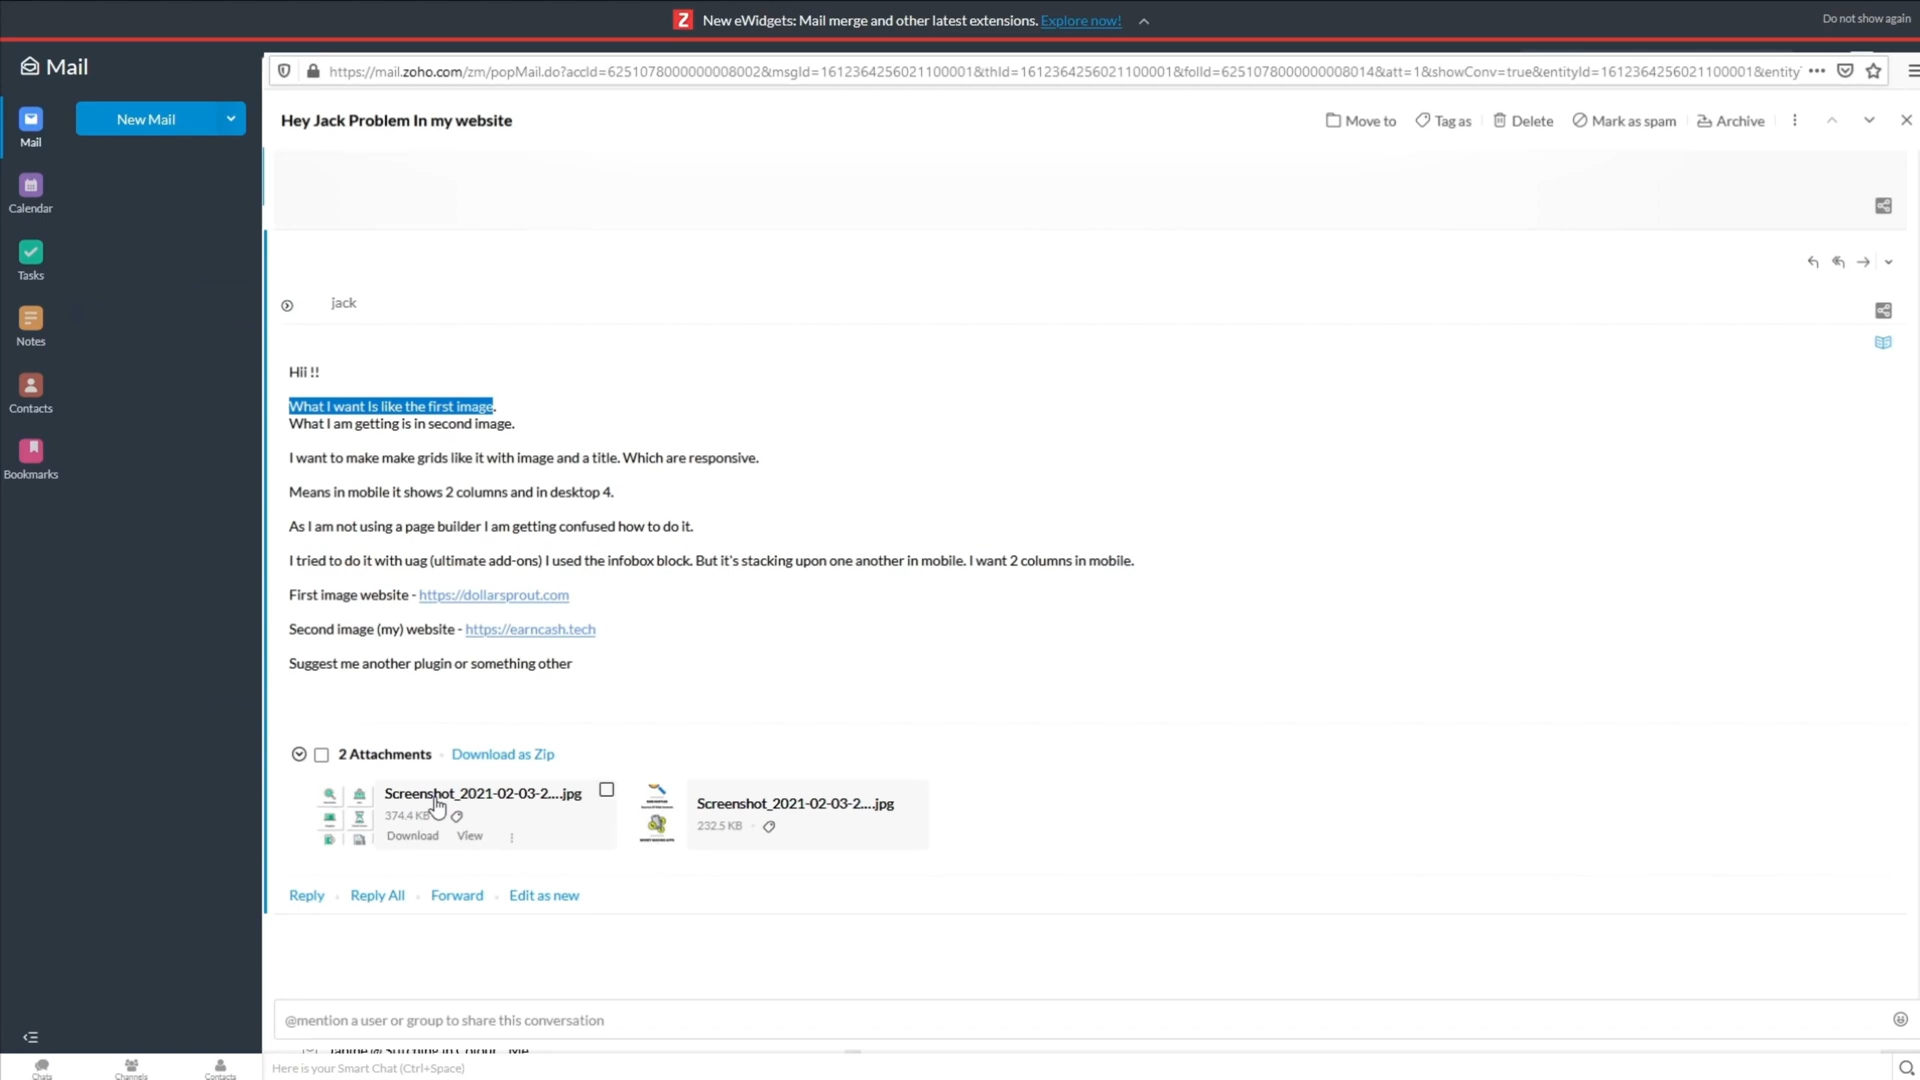 New eWidgets: Mail merge and other latest extensions. Explore now!
Do not show again
Mail
https://mail.zoho.com/zm/popMail.do?accId=6251078000000008002&msgId=1612364256021100001&thId=1612364256021100001&folId=6251078000000008014&att=1&showConv=true&entityId=1612364256021100001&entity
New Mail
Mail
Calendar
Tasks
Notes
Contacts
Bookmarks
Hey Jack Problem In my website
Move to
Tag as
Delete
Mark as spam
Archive
jack
Hii !!
What I want Is like the first image.
What I am getting is in second image.
I want to make make grids like it with image and a title. Which are responsive.
Means in mobile it shows 2 columns and in desktop 4.
As I am not using a page builder I am getting confused how to do it.
I tried to do it with uag (ultimate add-ons) I used the infobox block. But it's stacking upon one another in mobile. I want 2 columns in mobile.
First image website - https://dollarsprout.com
Second image (my) website - https://earncash.tech
Suggest me another plugin or something other
2 Attachments
Download as Zip
Screenshot_2021-02-03-2....jpg
374.4 KB
Download
View
Screenshot_2021-02-03-2....jpg
232.5 KB
Reply
Reply All
Forward
Edit as new
@mention a user or group to share this conversation
Chats
Channels
Contacts
Here is your Smart Chat (Ctrl+Space)